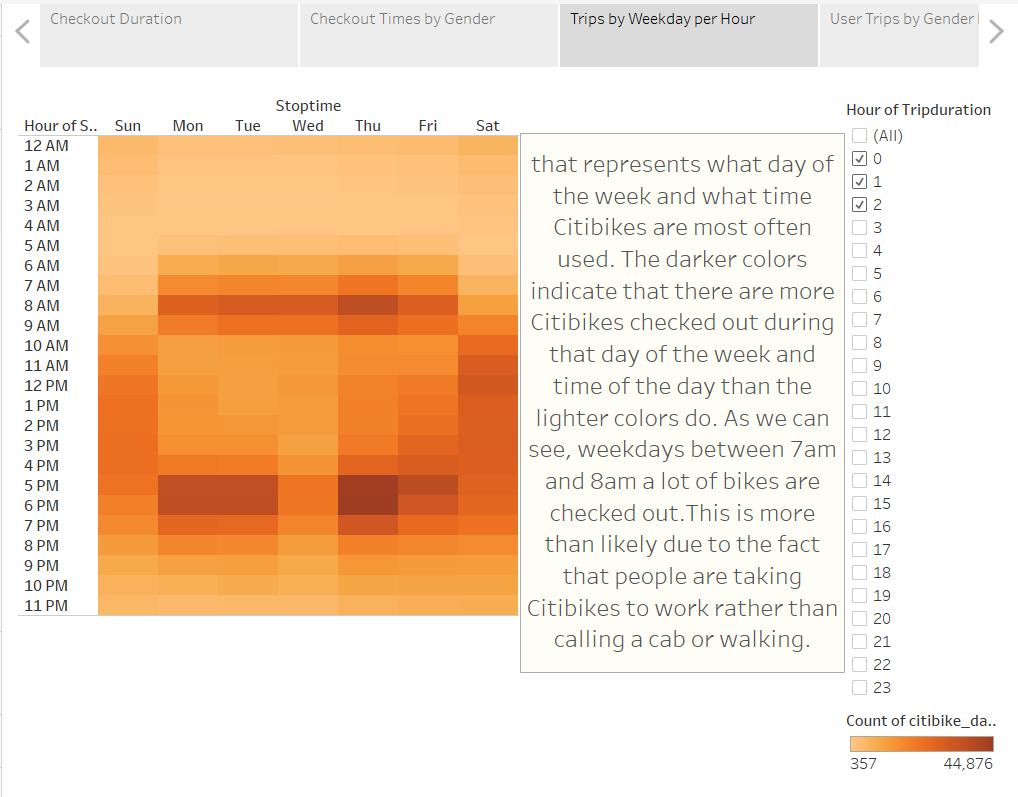 Checkout Duration
Checkout Times by Gender
Trips by Weekday per Hour
User Trips by Gender
Stoptime
Hour of S.. Sun Mon Tue Wed Thu Fri Sat
12 AM
1 AM
2 AM
3 AM
4 AM
5 AM
6 AM
7 AM
8 AM
9 AM
10 AM
11 AM
12 PM
1 PM
2 PM
3 PM
4 PM
5 PM
6 PM
7 PM
8 PM
9 PM
10 PM
11 PM
that represents what day of
the week and what time
Citibikes are most often
used. The darker colors
indicate that there are more
Citibikes checked out during
that day of the week and
time of the day than the
lighter colors do. As we can
see, weekdays between 7am
and 8am a lot of bikes are
checked out.This is more
than likely due to the fact
that people are taking
Citibikes to work rather than
calling a cab or walking.
Hour of Tripduration
(All)
0
1
2
3
4
5
6
7
8
9
10
11
12
13
14
15
16
17
18
19
20
21
22
23
Count of citibike_da..
357 44,876